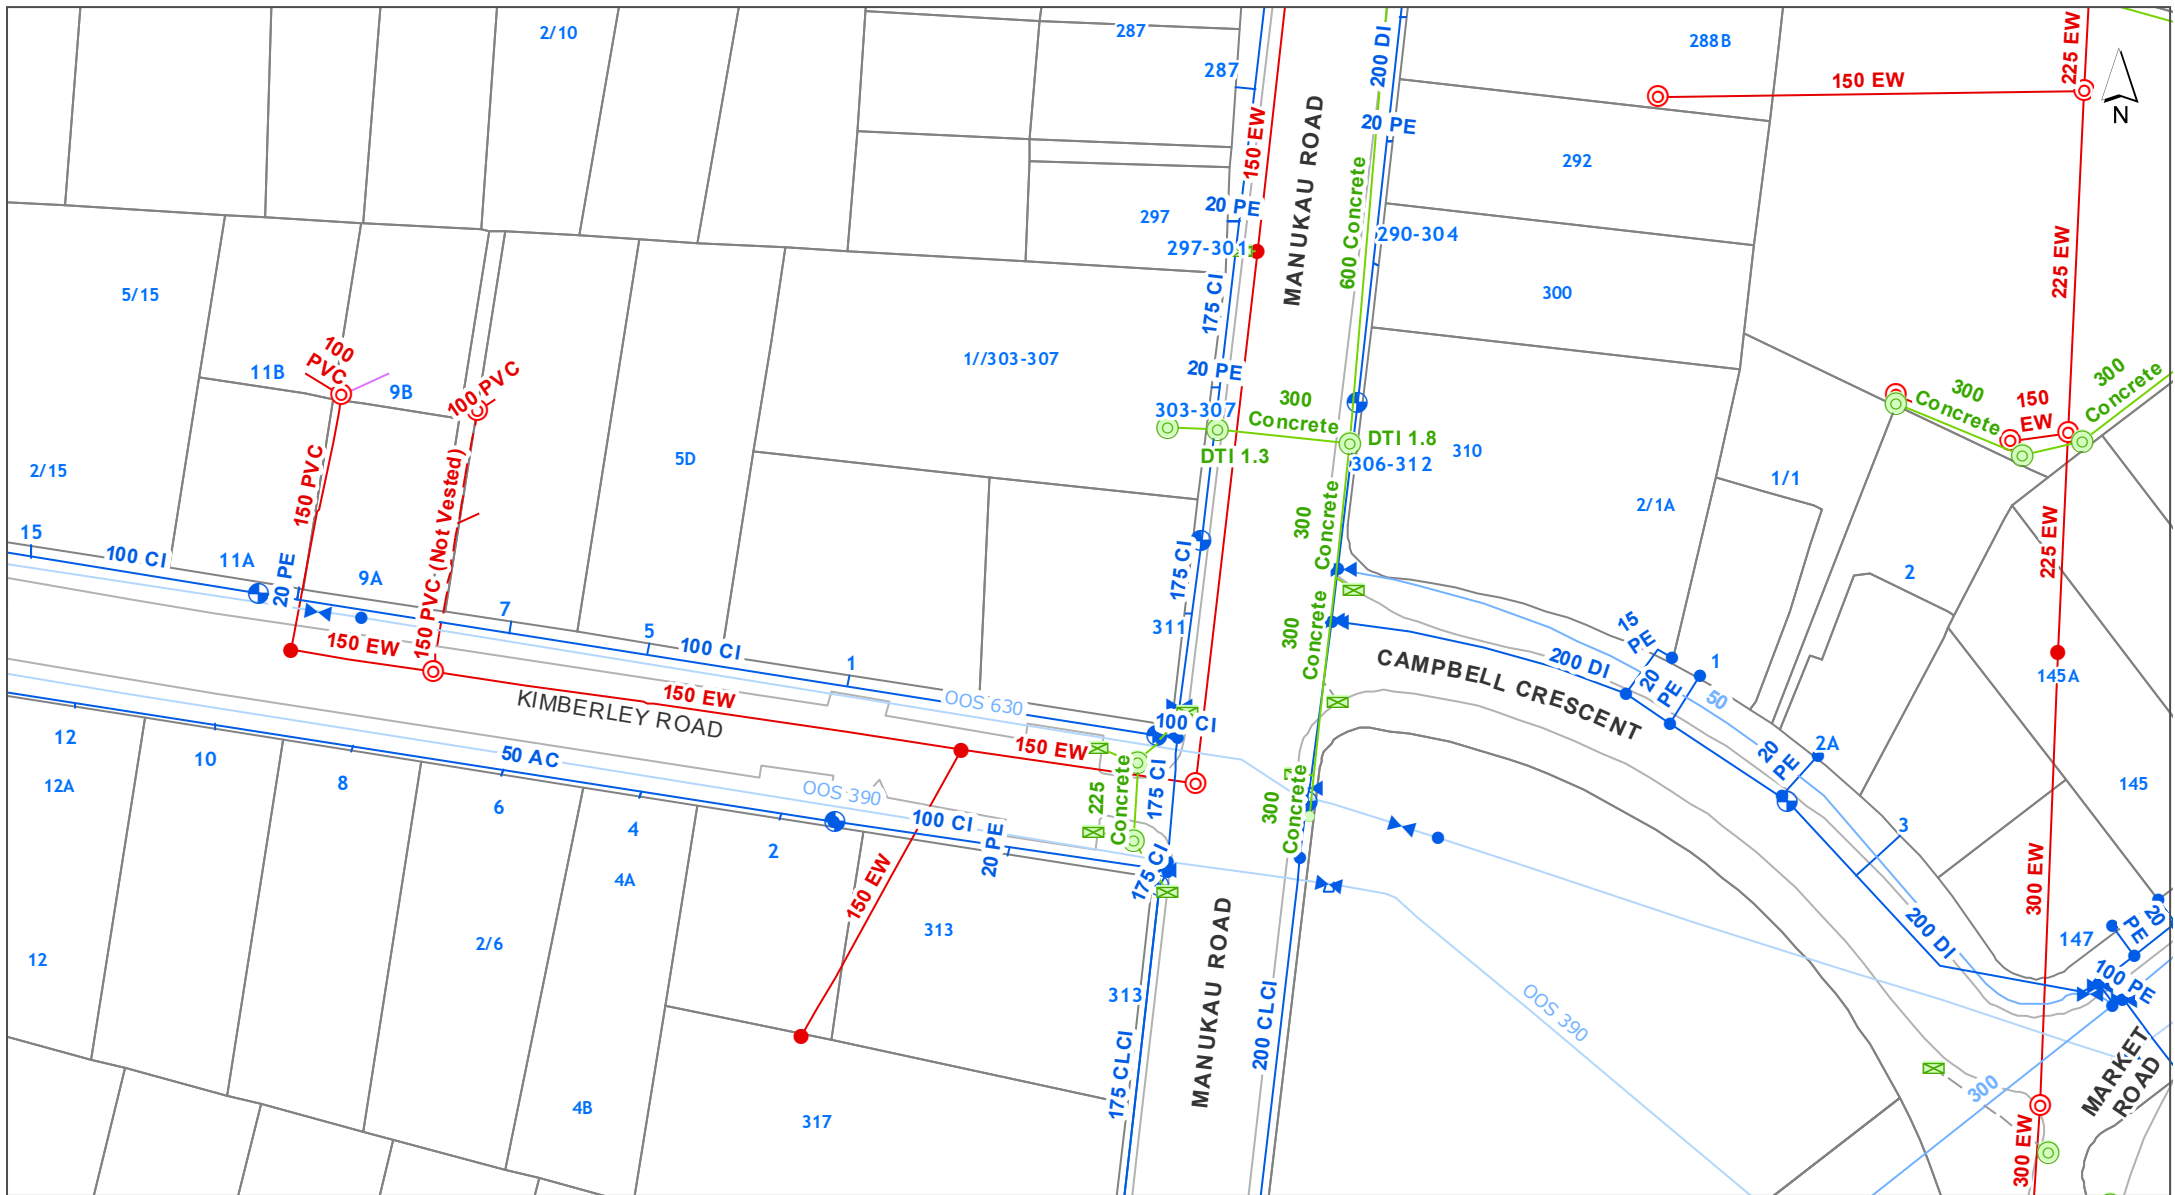 2/10
287
287
200 DI
288B
225 EW
150 EW
N
MANUKAU ROAD
150 EW
20 PE
292
600 Concrete
297
20 PE
297-301
290-304
225 EW
5/15
175 CI
300
100
PVC
11B
9B
100 PVC
1//303-307
20 PE
303-307
300
Concrete
DTI 1.3
DTI 1.8
306-312
310
300
Concrete
150
EW
300
Concrete
2/15
150 PVC
5D
150 PVC (Not Vested)
1/1
2/1A
300
Concrete
225 EW
15
100 CI
11A
20 PE
9A
7
5
100 CI
1
175 CI
311
300
Concrete
2
15
PE
200 DI
20
PE
1
50
145A
150 EW
150 EW
KIMBERLEY ROAD
OOS 630
100 CI
150 EW
CAMPBELL CRESCENT
20
PE
2A
145
12
10
50 AC
12A
8
6
OOS 390
4
2
4A
100 CI
20 PE
225
Concrete
175 CI
175 CI
300
Concrete
3
150 EW
300 EW
200 DI
20
PE
147
100 PE
12
2/6
313
313
MANUKAU ROAD
200 CLCI
OOS 390
175 CLCI
4B
317
300
MARKET
ROAD
300 EW